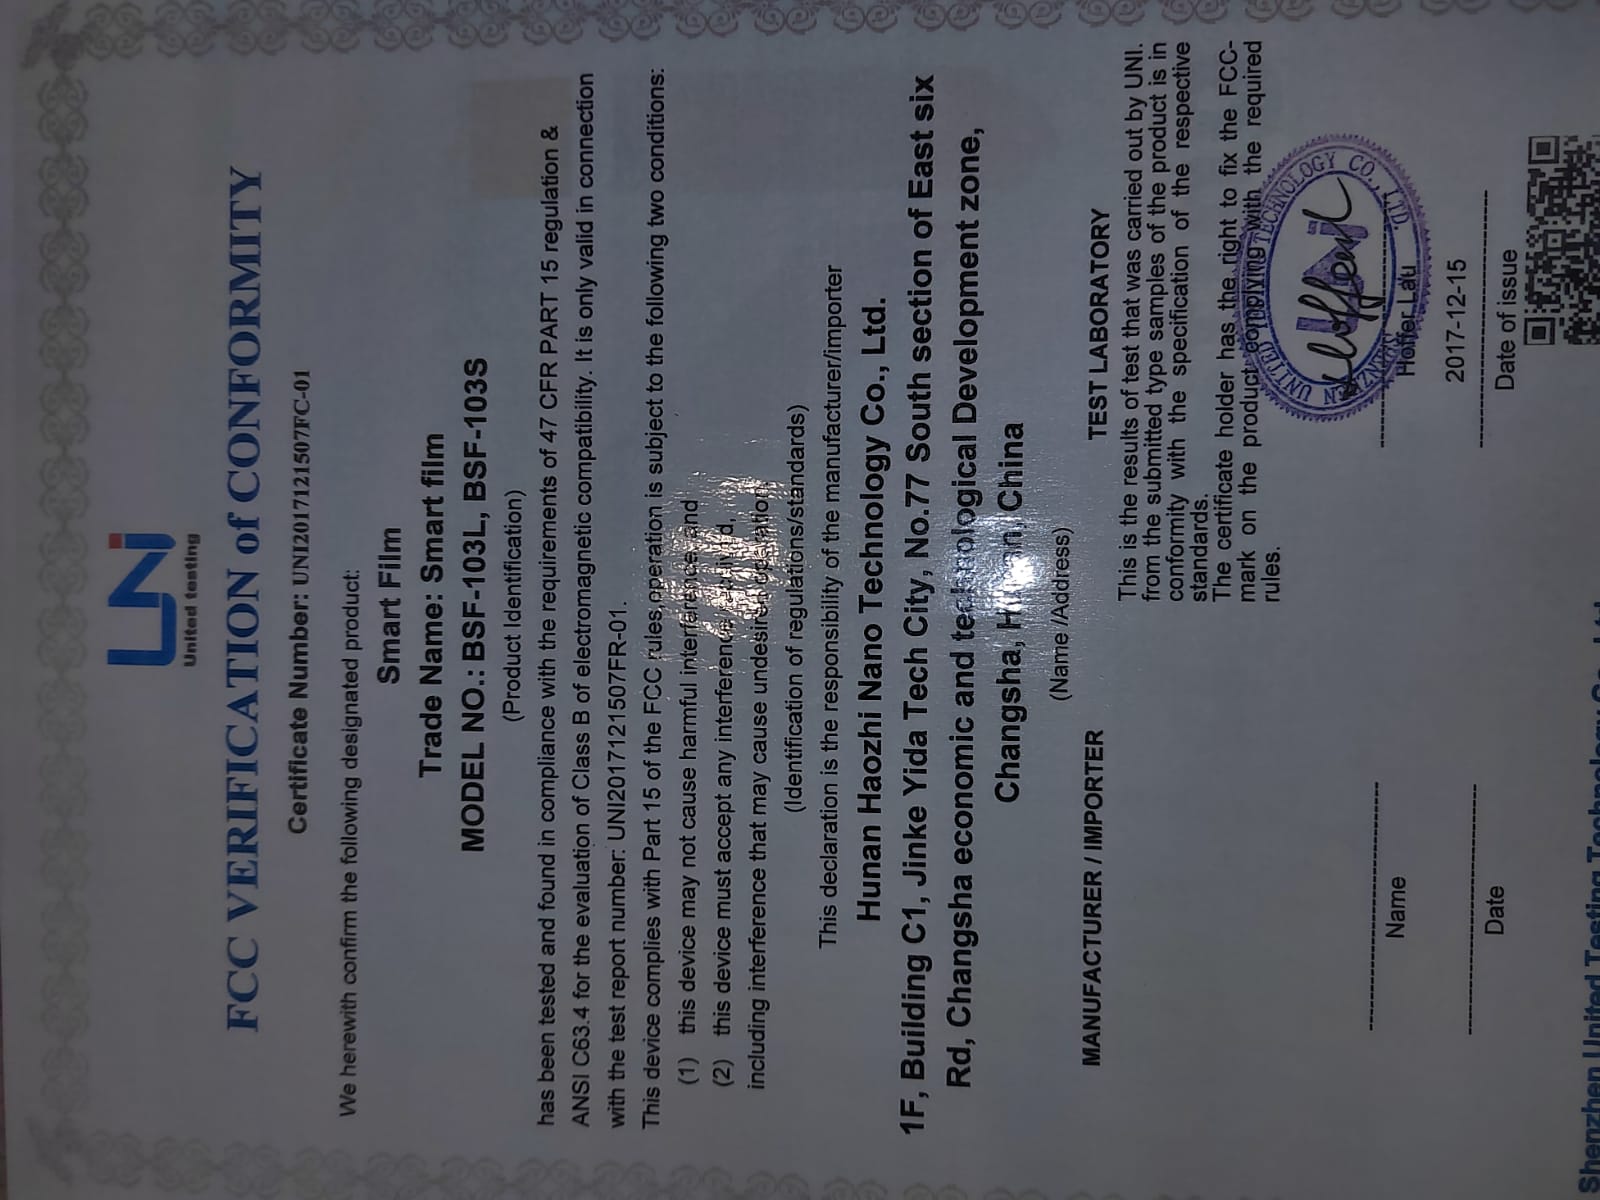 UNi
United testing
FCC VERIFICATION of CONFORMITY
Certificate Number: UNI2017121507FC-01
We herewith confirm the following designated product:
Smart Film
Trade Name: Smart film
MODEL NO.: BSF-103L, BSF-103S
(Product Identification)
has been tested and found in compliance with the requirements of 47 CFR PART 15 regulation &
ANSI C63.4 for the evaluation of Class B of electromagnetic compatibility. It is only valid in connection
with the test report number: UNI2017121507FR-01.
This device complies with Part 15 of the FCC rules,operation is subject to the following two conditions:
(1) this device may not cause harmful interference, and
(2) this device must accept any interference received,
including interference that may cause undesired operation.
(Identification of regulations/standards)
This declaration is the responsibility of the manufacturer/importer
Hunan Haozhi Nano Technology Co., Ltd.
1F, Building C1, Jinke Yida Tech City, No.77 South section of East six
Rd, Changsha economic and technological Development zone,
Changsha, Hunan, China
(Name /Address)
MANUFACTURER / IMPORTER
TEST LABORATORY
This is the results of test that was carried out by UNI.
from the submitted type samples of the product is in
conformity with the specification of the respective
standards.
The certificate holder has the right to fix the FCC-
mark on the product complying with the required
rules.
UNITED TECHNOLOGY CO., LTD.
Name
Hoffer Lau
2017-12-15
Date
Date of issue
Shenzhen United Testing Technology Co., Ltd